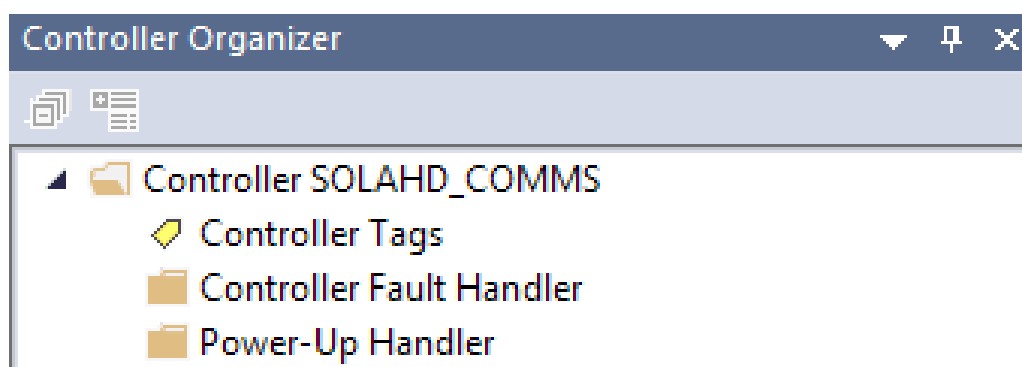 Controller Organizer
Controller SOLAHD_COMMS
Controller Tags
Controller Fault Handler
Power-Up Handler